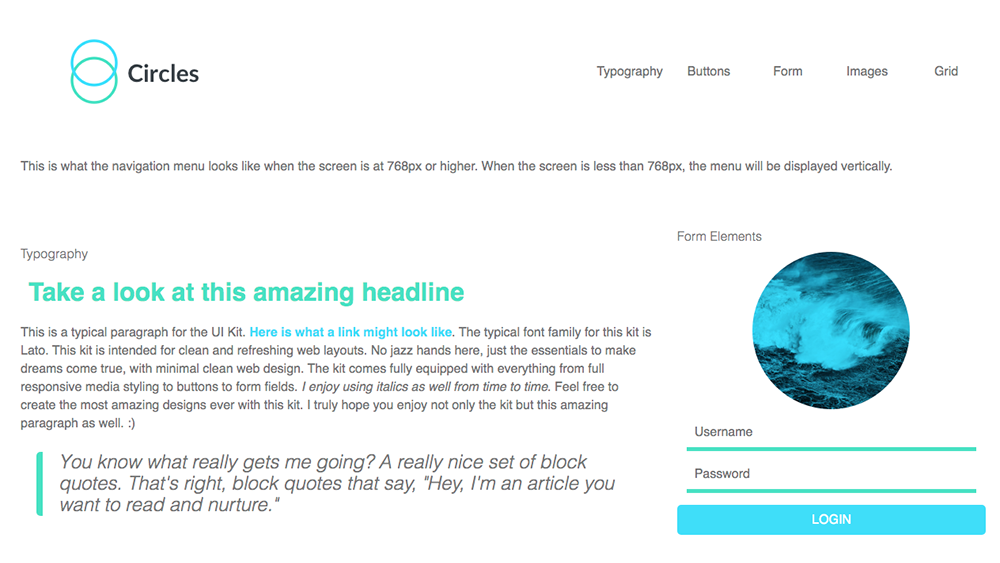 Circles
Typography Buttons Form Images Grid
This is what the navigation menu looks like when the screen is at 768px or higher. When the screen is less than 768px, the menu will be displayed vertically.
Typography
Take a look at this amazing headline
This is a typical paragraph for the UI Kit. Here is what a link might look like. The typical font family for this kit is
Lato. This kit is intended for clean and refreshing web layouts. No jazz hands here, just the essentials to make
dreams come true, with minimal clean web design. The kit comes fully equipped with everything from full
responsive media styling to buttons to form fields. I enjoy using italics as well from time to time. Feel free to
create the most amazing designs ever with this kit. I truly hope you enjoy not only the kit but this amazing
paragraph as well. :)
You know what really gets me going? A really nice set of block
quotes. That's right, block quotes that say, "Hey, I'm an article you
want to read and nurture."
Form Elements
Username
Password
LOGIN